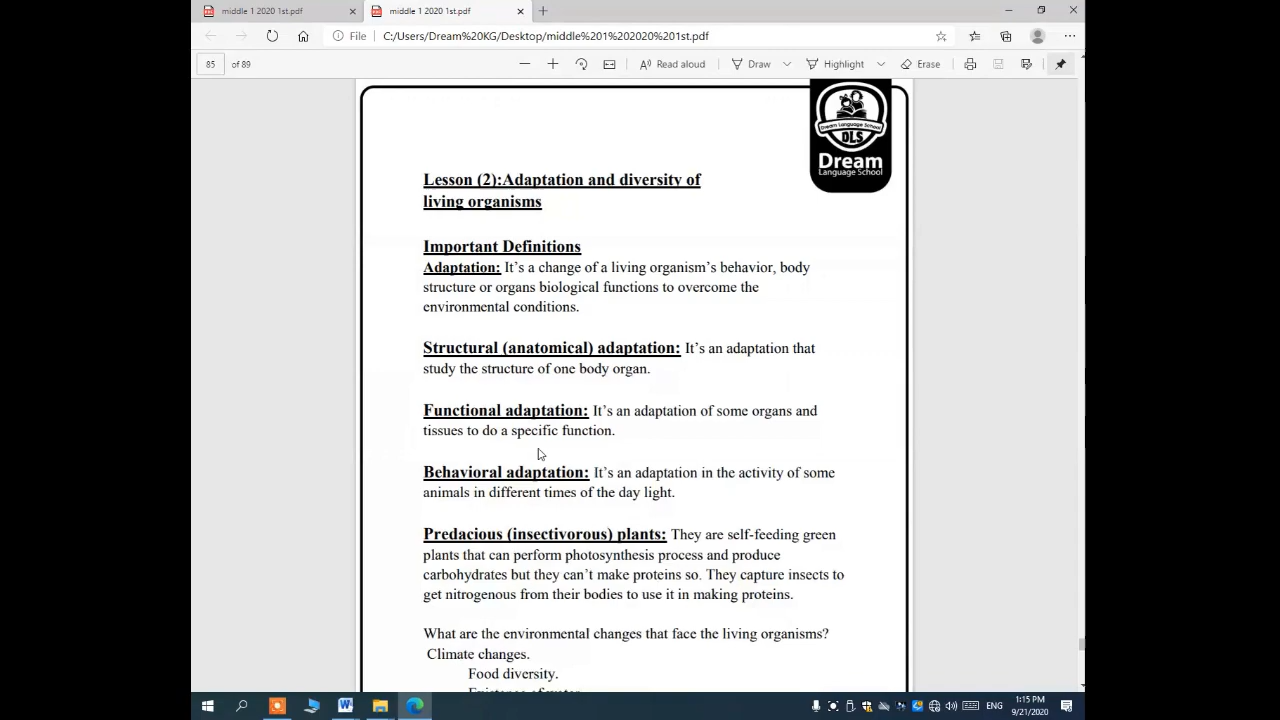 middle 1 2020 1st.pdf
middle 1 2020 1st.pdf
File C:/Users/Dream%20KG/Desktop/middle%201%202020%201st.pdf
85 of 89 Read aloud Draw Highlight Erase
Dream Language School
DLS
Dream
Language School
Lesson (2):Adaptation and diversity of
living organisms
Important Definitions
Adaptation: It’s a change of a living organism’s behavior, body
structure or organs biological functions to overcome the
environmental conditions.
Structural (anatomical) adaptation: It’s an adaptation that
study the structure of one body organ.
Functional adaptation: It’s an adaptation of some organs and
tissues to do a specific function.
Behavioral adaptation: It’s an adaptation in the activity of some
animals in different times of the day light.
Predacious (insectivorous) plants: They are self-feeding green
plants that can perform photosynthesis process and produce
carbohydrates but they can’t make proteins so. They capture insects to
get nitrogenous from their bodies to use it in making proteins.
What are the environmental changes that face the living organisms?
Climate changes.
Food diversity.
Existence of water
ENG
1:15 PM
9/21/2020